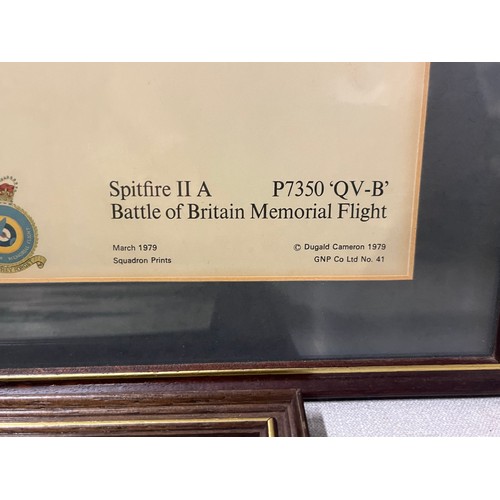 Spitfire II A P7350 ‘QV-B’
Battle of Britain Memorial Flight
March 1979 © Dugald Cameron 1979
Squadron Prints GNP Co Ltd No. 41